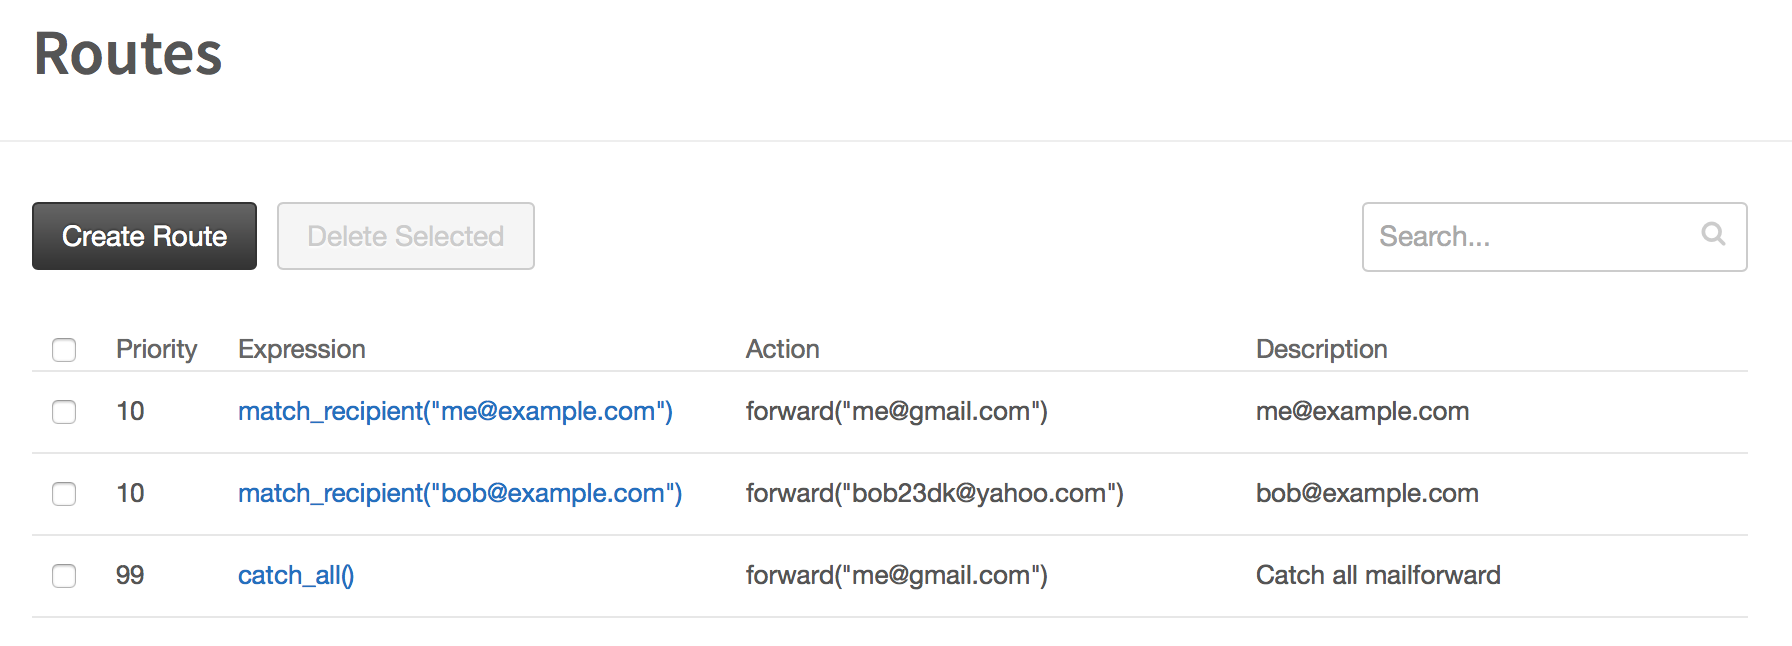 Routes
Create Route Delete Selected Search...
Priority Expression Action Description
10 match_recipient("me@example.com") forward("me@gmail.com") me@example.com
10 match_recipient("bob@example.com") forward("bob23dk@yahoo.com") bob@example.com
99 catch_all() forward("me@gmail.com") Catch all mailforward